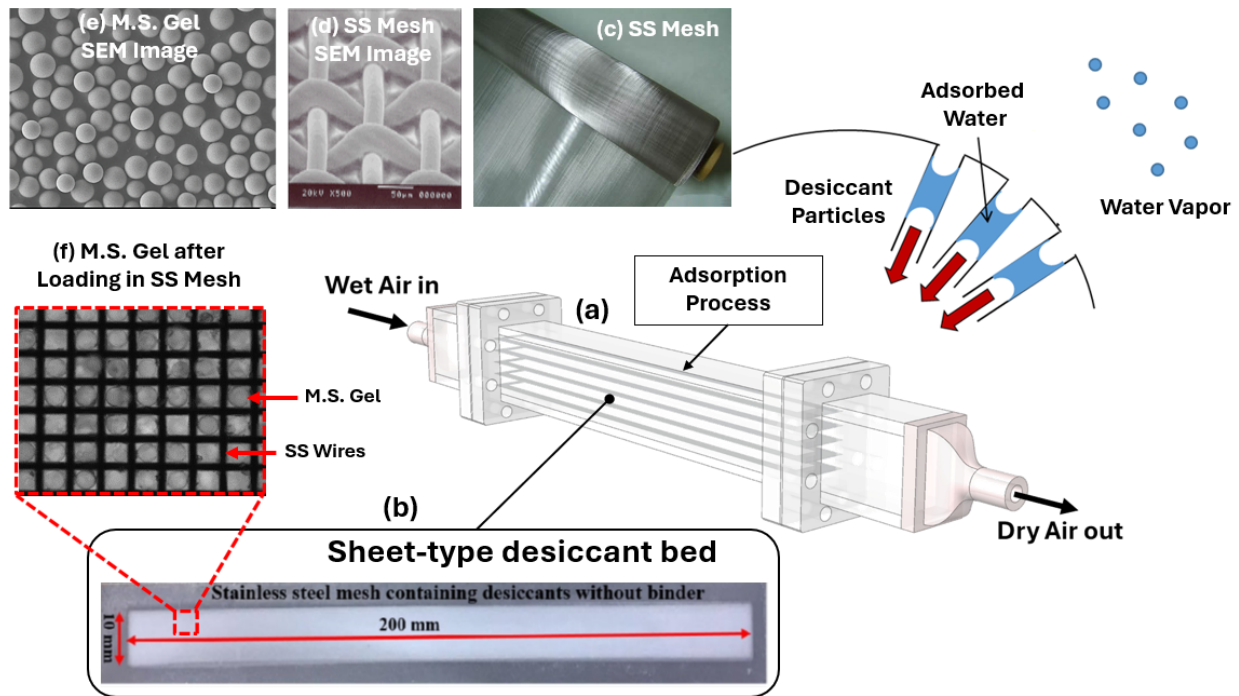 (e) M.S. Gel
SEM Image
(d) SS Mesh
SEM Image
20kV X500 50µm 000000
(c) SS Mesh
Adsorbed
Water
Desiccant
Particles
Water Vapor
(f) M.S. Gel after
Loading in SS Mesh
M.S. Gel
SS Wires
Wet Air in
(a)
Adsorption
Process
Dry Air out
(b)
Sheet-type desiccant bed
Stainless steel mesh containing desiccants without binder
10 mm
200 mm